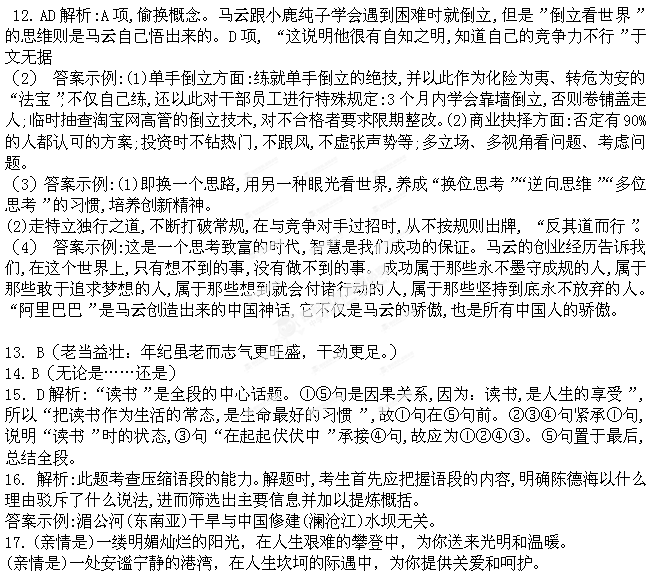 12. AD解析:A项,偷换概念。马云跟小鹿纯子学会遇到困难时就倒立,但是"倒立看世界"
的思维则是马云自己悟出来的。D项,“这说明他很有自知之明,知道自己的竞争力不行”于
文无据
(2) 答案示例:(1)单手倒立方面:练就单手倒立的绝技,并以此作为化险为夷、转危为安的
“法宝”,不仅自己练,还以此对干部员工进行特殊规定:3个月内学会靠墙倒立,否则卷铺盖走
人;临时抽查淘宝网高管的倒立技术,对不合格者要求限期整改。(2)商业抉择方面:否定有90%
的人都认可的方案;投资时不钻热门,不跟风,不虚张声势等;多立场、多视角看问题、考虑问
题。
(3) 答案示例:(1)即换一个思路,用另一种眼光看世界,养成“换位思考”“逆向思维”“多位
思考”的习惯,培养创新精神。
(2)走特立独行之道,不断打破常规,在与竞争对手过招时,从不按规则出牌,“反其道而行”。
(4) 答案示例:这是一个思考致富的时代,智慧是我们成功的保证。马云的创业经历告诉我
们,在这个世界上,只有想不到的事,没有做不到的事。成功属于那些永不墨守成规的人,属于
那些敢于追求梦想的人,属于那些想到就会付诸行动的人,属于那些坚持到底永不放弃的人。
“阿里巴巴”是马云创造出来的中国神话,它不仅是马云的骄傲,也是所有中国人的骄傲。
13. B(老当益壮:年纪虽老而志气更旺盛,干劲更足。)
14.B(无论是……还是)
15. D解析:“读书”是全段的中心话题。①⑤句是因果关系,因为:读书,是人生的享受”,
所以“把读书作为生活的常态,是生命最好的习惯”,故①句在⑤句前。②③④句紧承①句,
说明“读书”时的状态,③句“在起起伏伏中”承接④句,故应为①②④③。⑤句置于最后,
总结全段。
16. 解析:此题考查压缩语段的能力。解题时,考生首先应把握语段的内容,明确陈德海以什么
理由驳斥了什么说法,进而筛选出主要信息并加以提炼概括。
答案示例:湄公河(东南亚)干旱与中国修建(澜沧江)水坝无关。
17. (亲情是)一缕明媚灿烂的阳光,在人生艰难的攀登中,为你送来光明和温暖。
(亲情是)一处安谧宁静的港湾,在人生坎坷的际遇中,为你提供关爱和呵护。